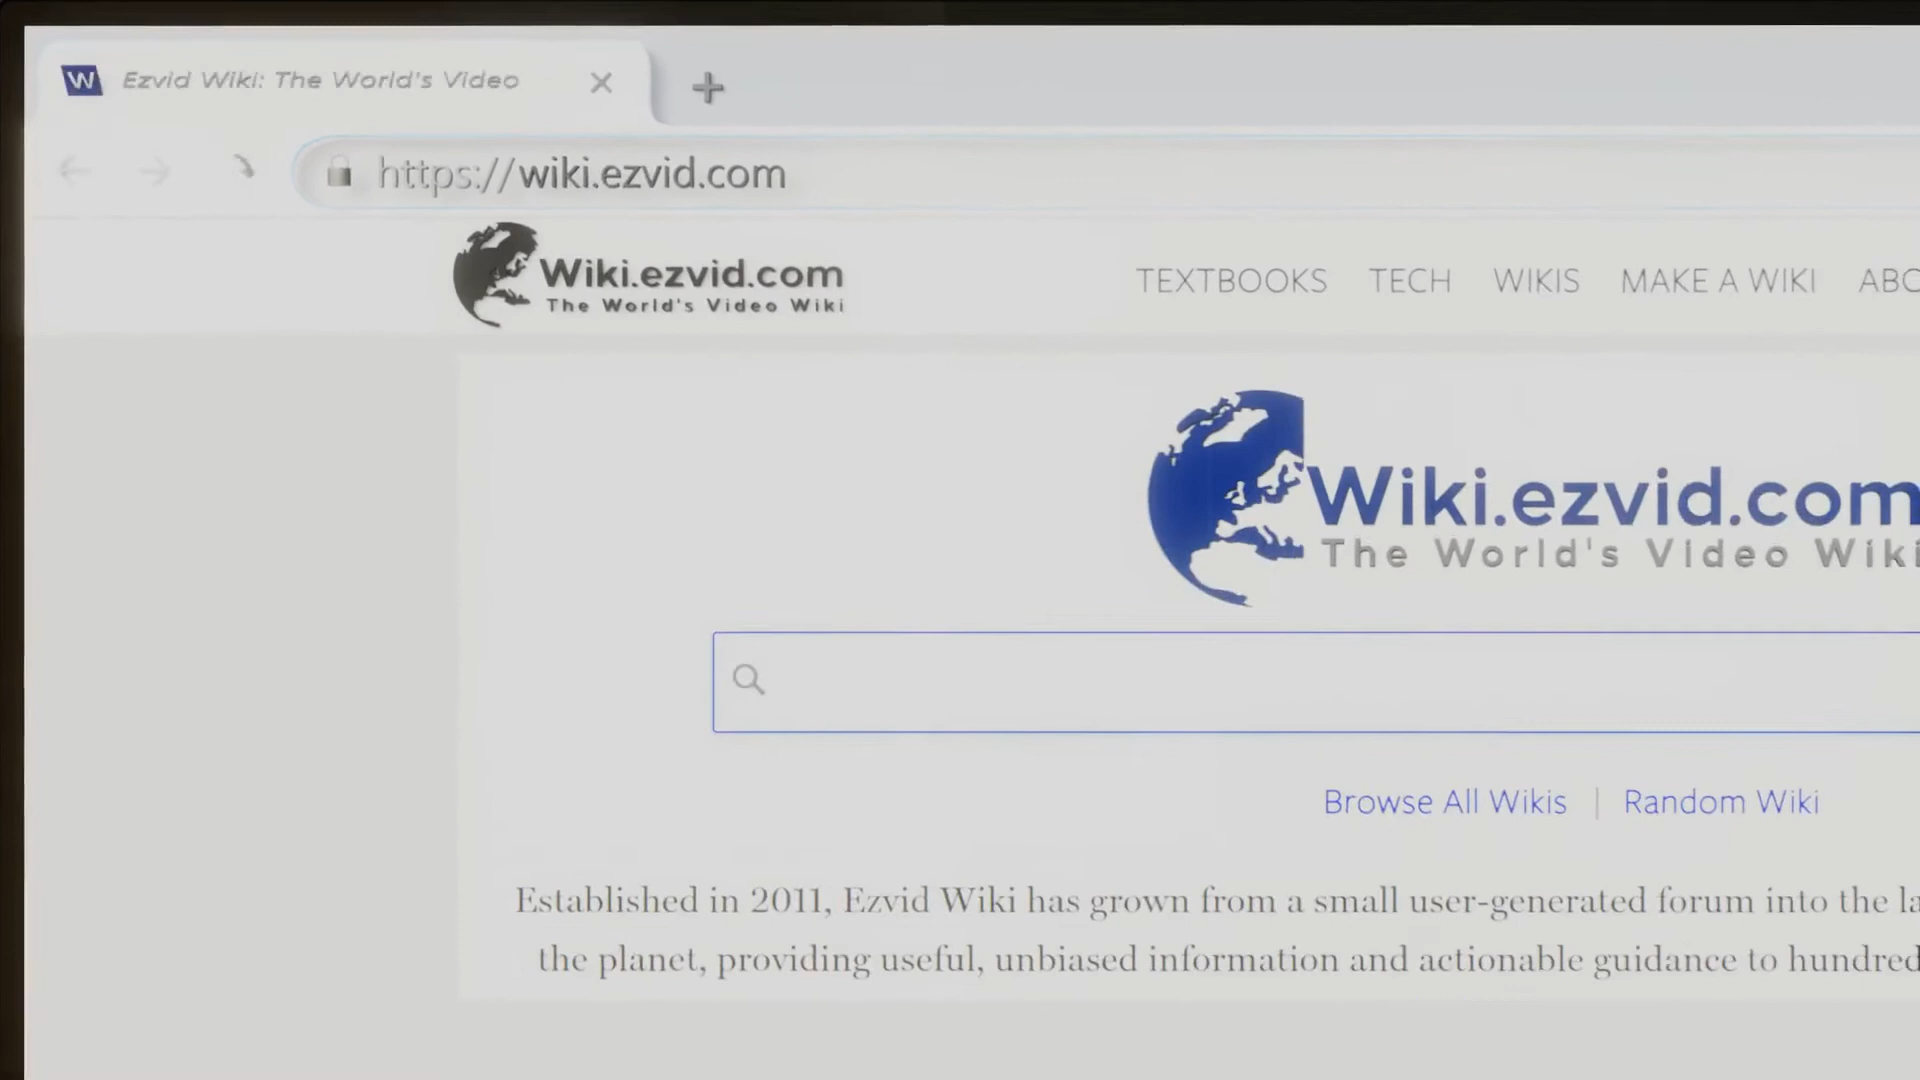 W Ezvid Wiki: The World's Video
https://wiki.ezvid.com
Wiki.ezvid.com
The World's Video Wiki
TEXTBOOKS TECH WIKIS MAKE A WIKI
Wiki.ezvid.com
The World's Video Wiki
Browse All Wikis | Random Wiki
Established in 2011, Ezvid Wiki has grown from a small user-generated forum into the
the planet, providing useful, unbiased information and actionable guidance to